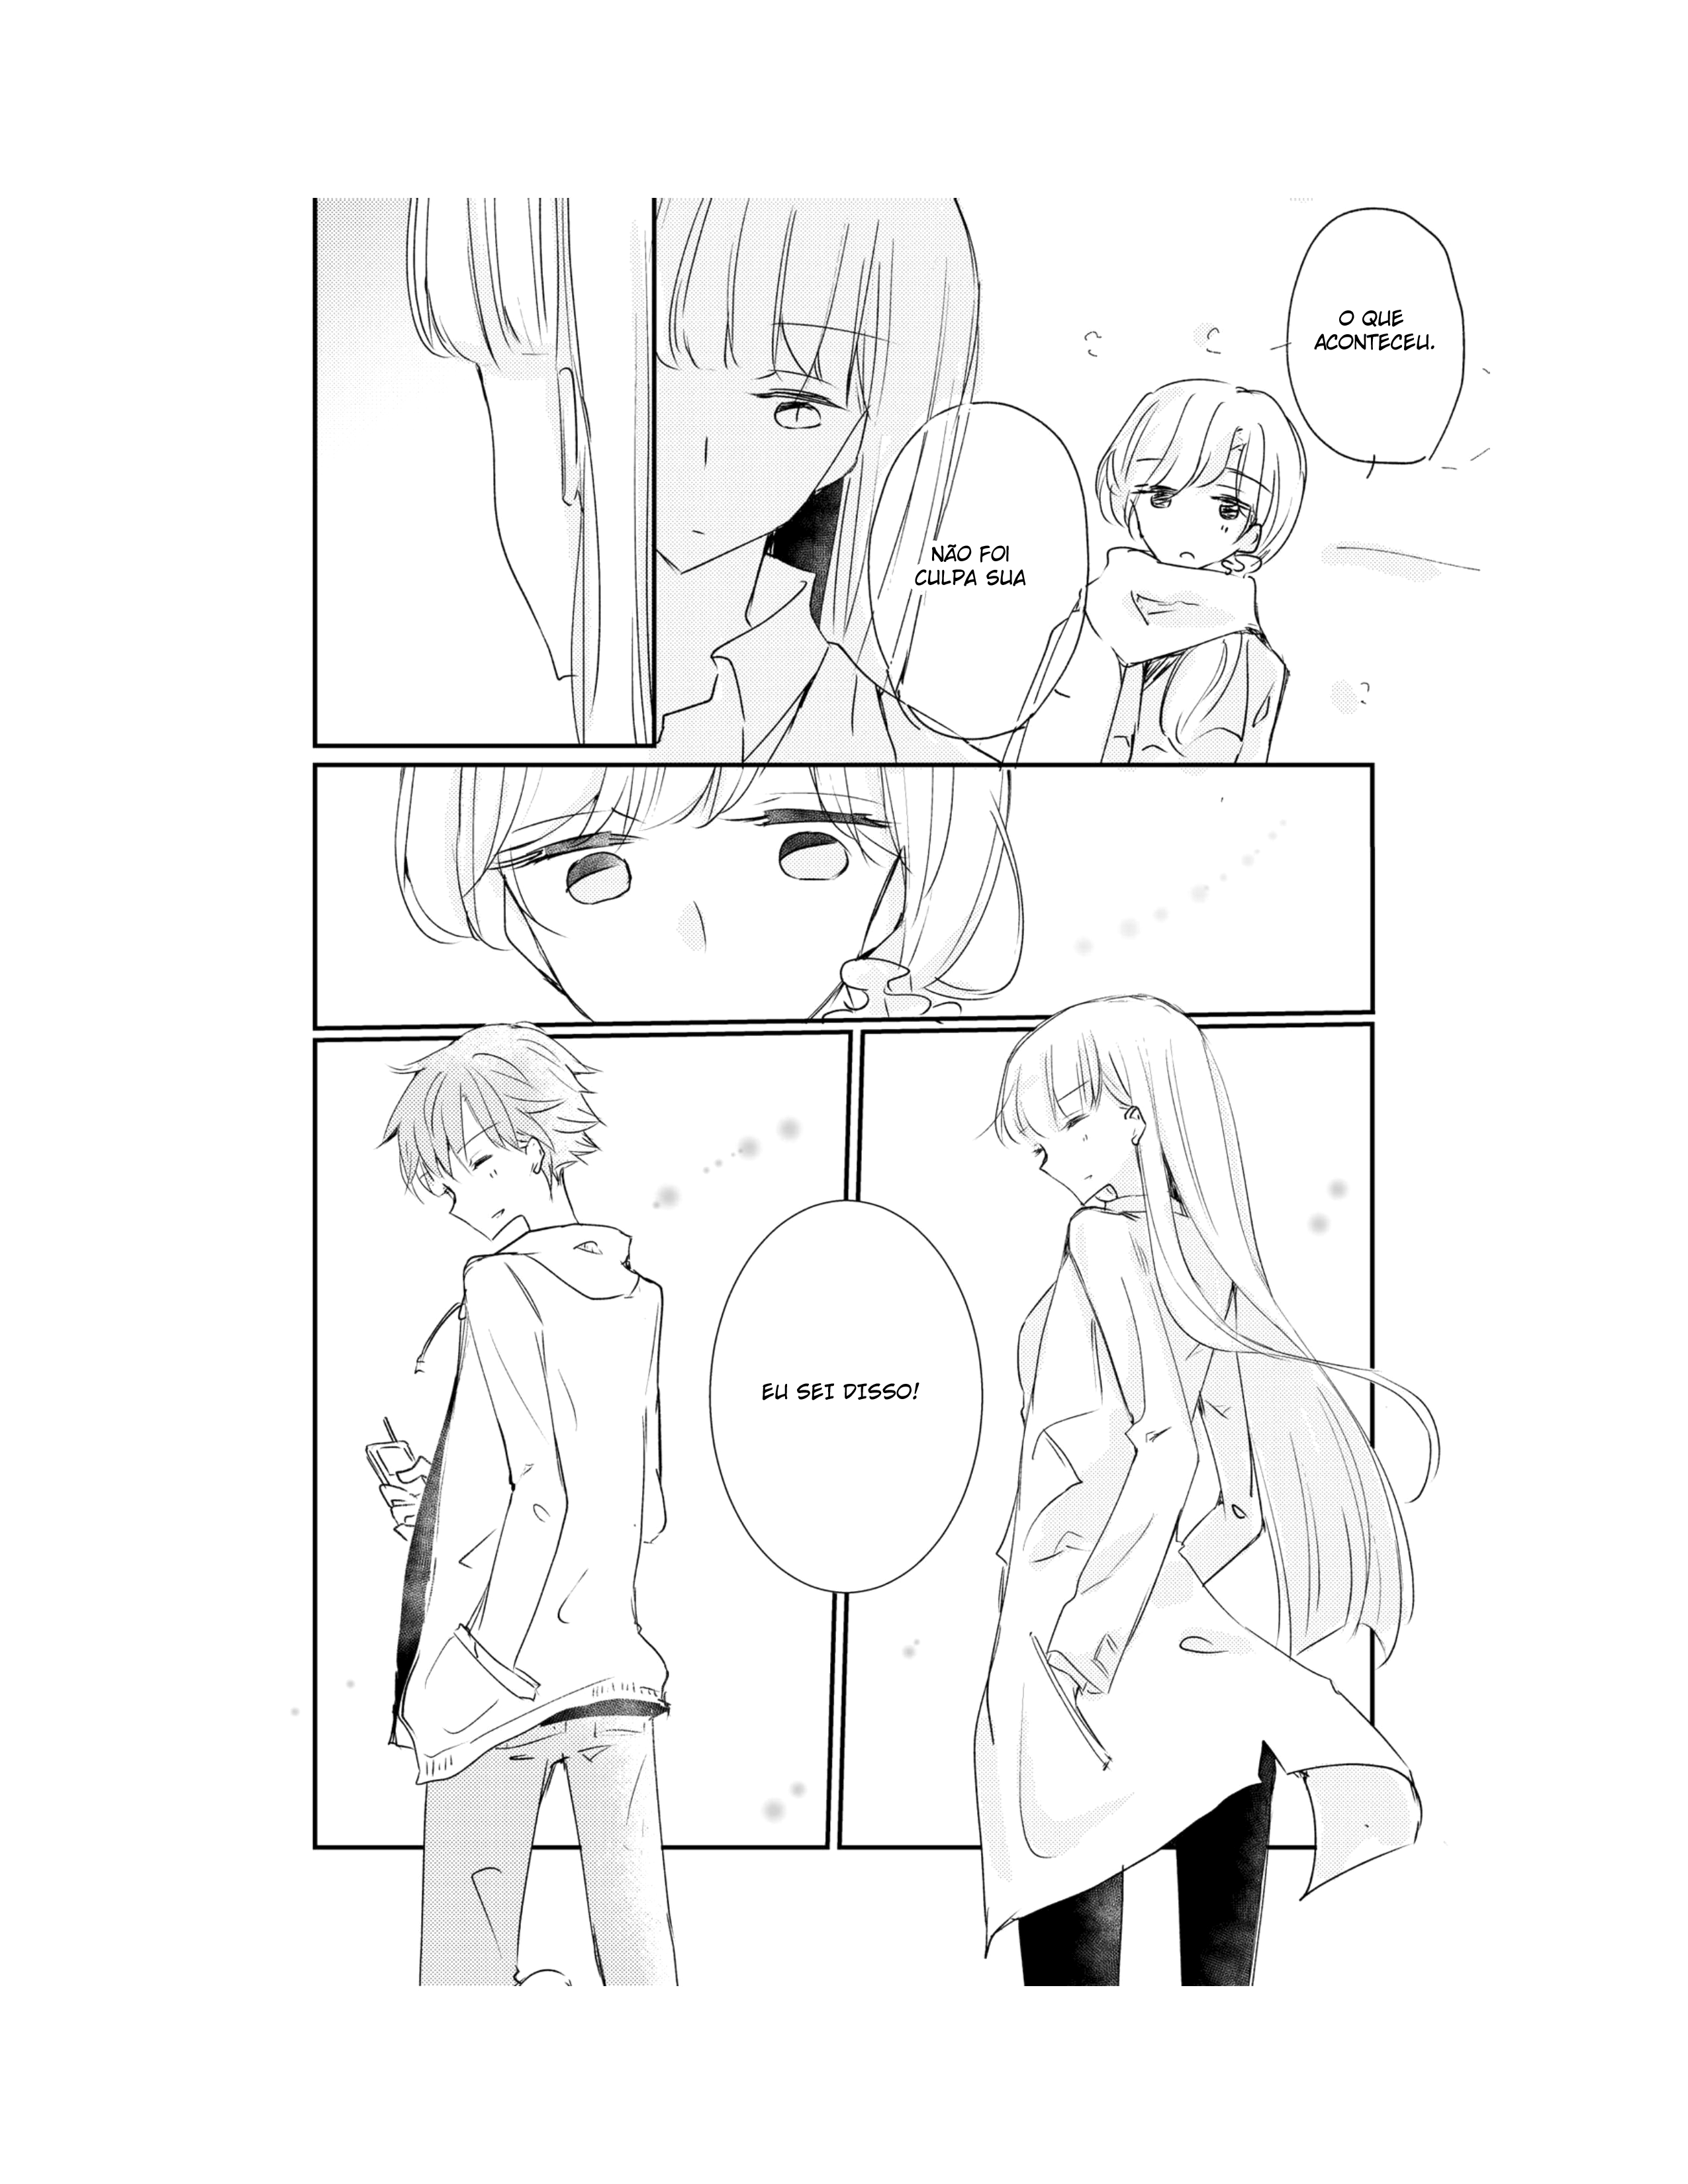 O QUE
ACONTECEU.
NÃO FOI
CULPA SUA
EU SEI DISSO!